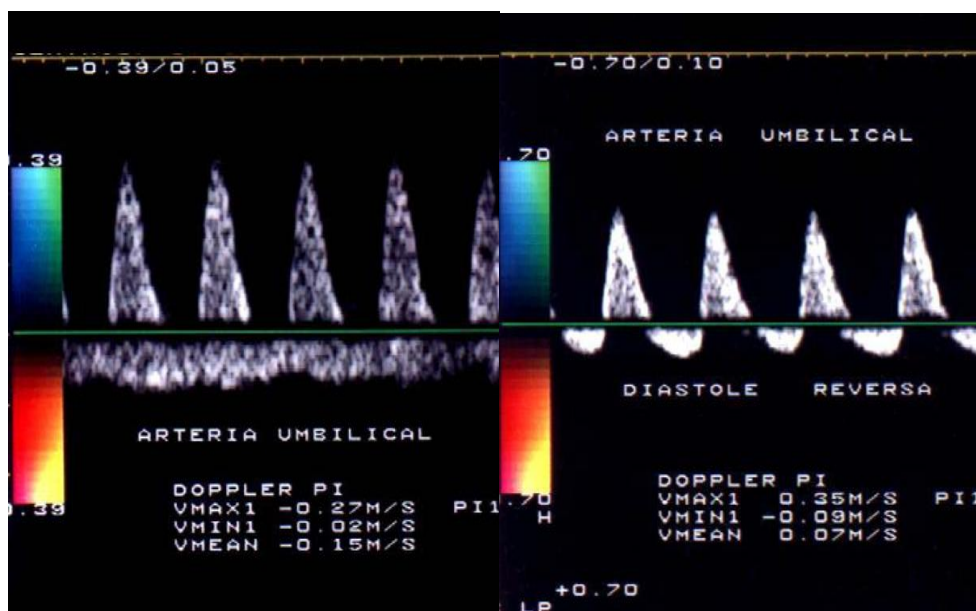 -0.39/0.05
0.39
ARTERIA UMBILICAL
DOPPLER PI
VMAX1 -0.27M/S PI1
VMIN1 -0.02M/S
VMEAN -0.15M/S
0.39
-0.70/0.10
ARTERIA UMBILICAL
.70
DIASTOLE REVERSA
DOPPLER PI
VMAX1 0.35M/S PI1
VMIN1 -0.09M/S
VMEAN 0.07M/S
.70
H
+0.70
LP